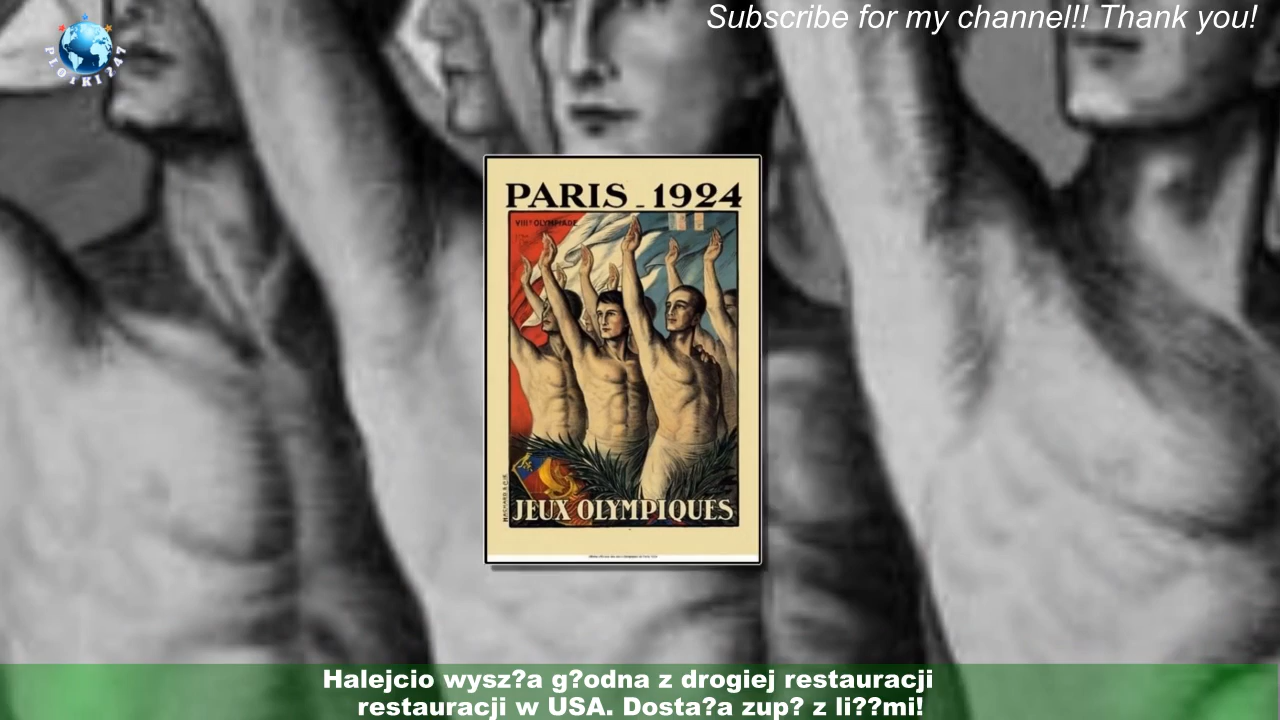 Subscribe for my channel!! Thank you!
PLOTKI247
PARIS _ 1924
VIIIᵉ OLYMPIADE
JEUX OLYMPIQUES
Halejcio wysz?a g?odna z drogiej restauracji
restauracji w USA. Dosta?a zup? z li??mi!